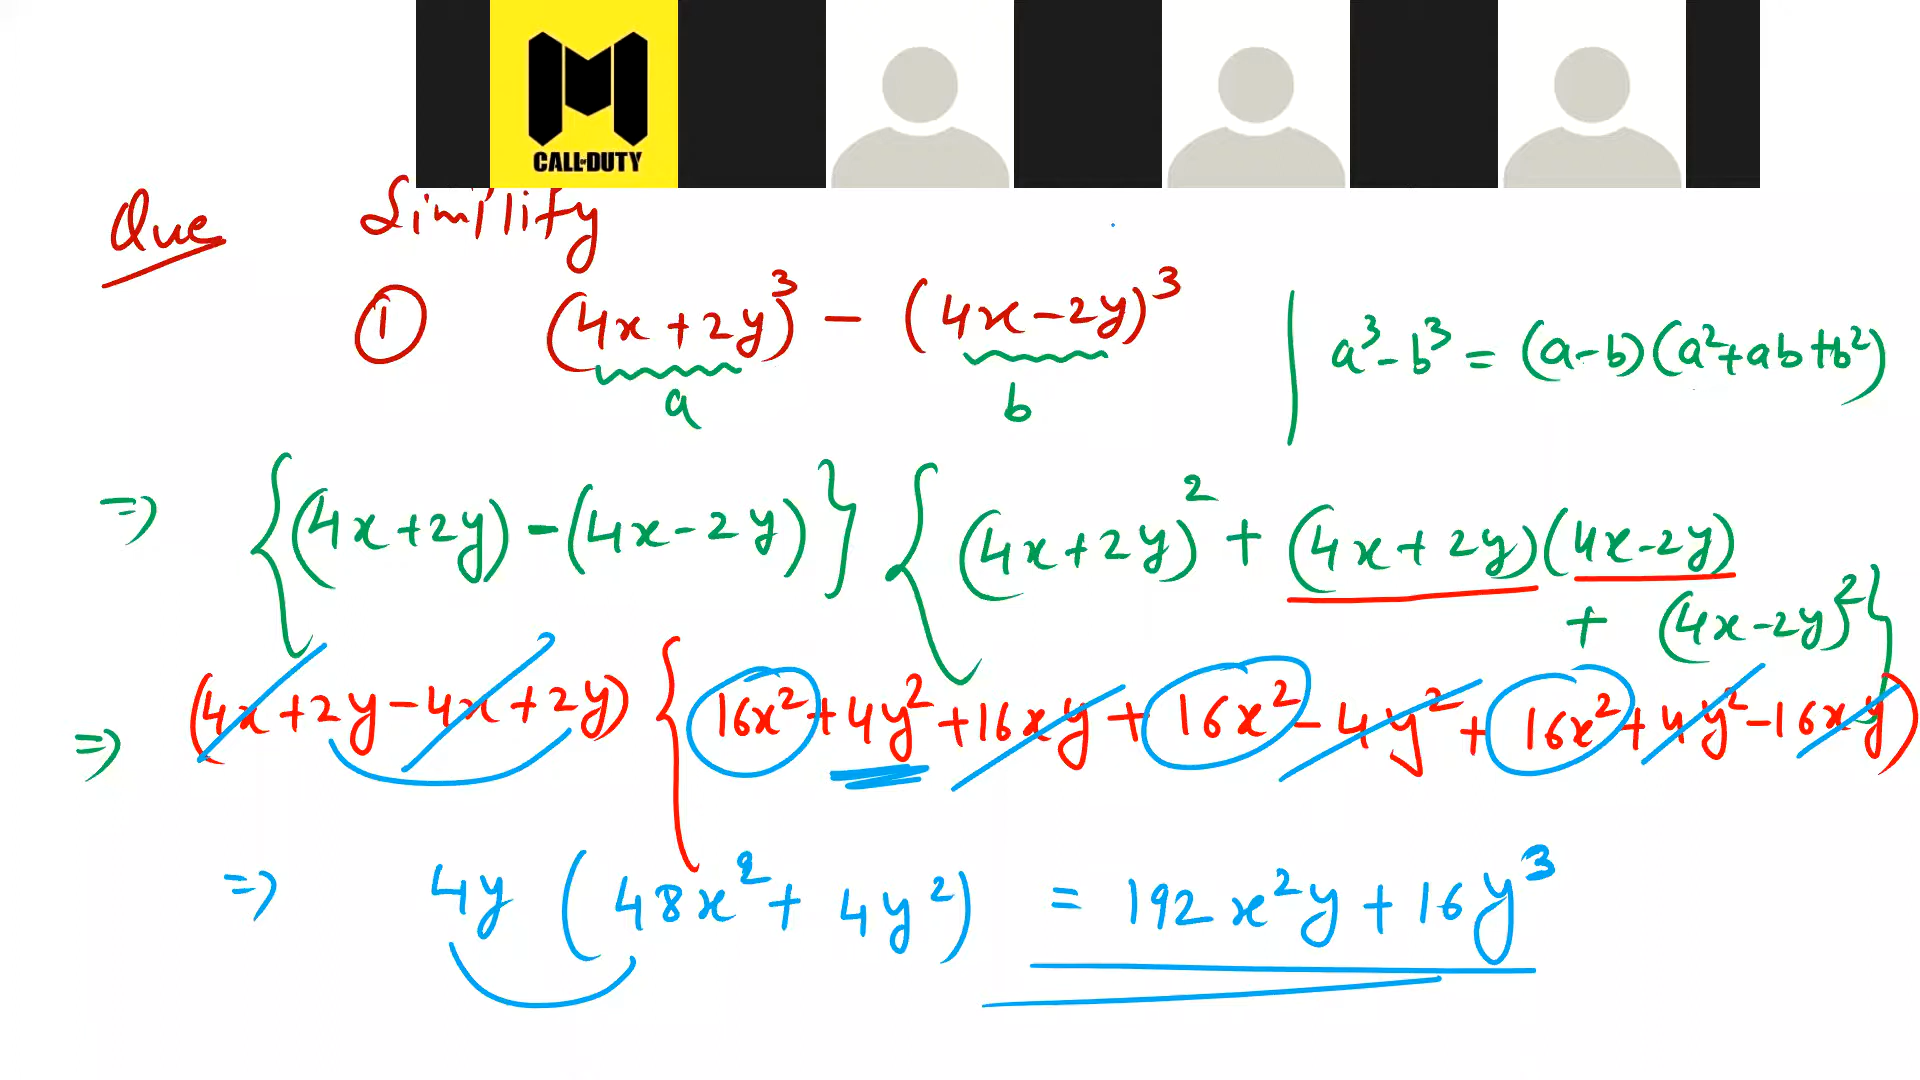 CALL OF DUTY
Que Simplify
① (4x+2y)³ - (4x-2y)³
a b
a³-b³ = (a-b)(a²+ab+b²)
=> {(4x+2y)-(4x-2y)} {(4x+2y)² + (4x+2y)(4x-2y)
+ (4x-2y)²}
=> (4x+2y-4x+2y) {16x²+4y²+16xy+16x²-4y²+16x²+4y²-16xy)
=> 4y (48x²+4y²) = 192x²y+16y³